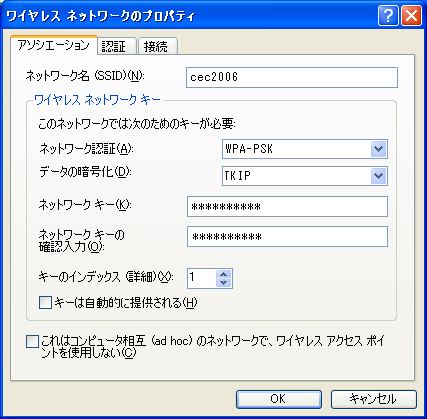 ワイヤレス ネットワークのプロパティ
アソシエーション 認証 接続
ネットワーク名 (SSID)(N): cec2006
ワイヤレス ネットワーク キー
このネットワークでは次のためのキーが必要:
ネットワーク認証(A): WPA-PSK
データの暗号化(D): TKIP
ネットワーク キー(K): **********
ネットワーク キーの
確認入力(O): **********
キーのインデックス (詳細)(X): 1
キーは自動的に提供される(H)
これはコンピュータ相互 (ad hoc) のネットワークで、ワイヤレス アクセス ポイ
ントを使用しない(C)
OK キャンセル